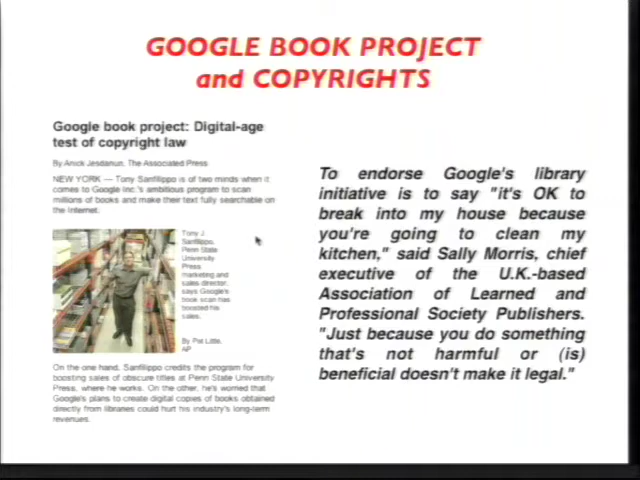 GOOGLE BOOK PROJECT
and COPYRIGHTS
Google book project: Digital-age
test of copyright law
By Anick Jesdanun, The Associated Press
NEW YORK — Tony Sanfilippo is of two minds when it
comes to Google Inc.'s ambitious program to scan
millions of books and make their text fully searchable on
the Internet.
Tony J.
Sanfilippo,
Penn State
University
Press
marketing and
sales director,
says Google's
book scan has
boosted his
sales.
By Pat Little,
AP
On the one hand, Sanfilippo credits the program for
boosting sales of obscure titles at Penn State University
Press, where he works. On the other, he's worried that
Google's plans to create digital copies of books obtained
directly from libraries could hurt his industry's long-term
revenues.
To endorse Google's library
initiative is to say "it's OK to
break into my house because
you're going to clean my
kitchen," said Sally Morris, chief
executive of the U.K.-based
Association of Learned and
Professional Society Publishers.
"Just because you do something
that's not harmful or (is)
beneficial doesn't make it legal."